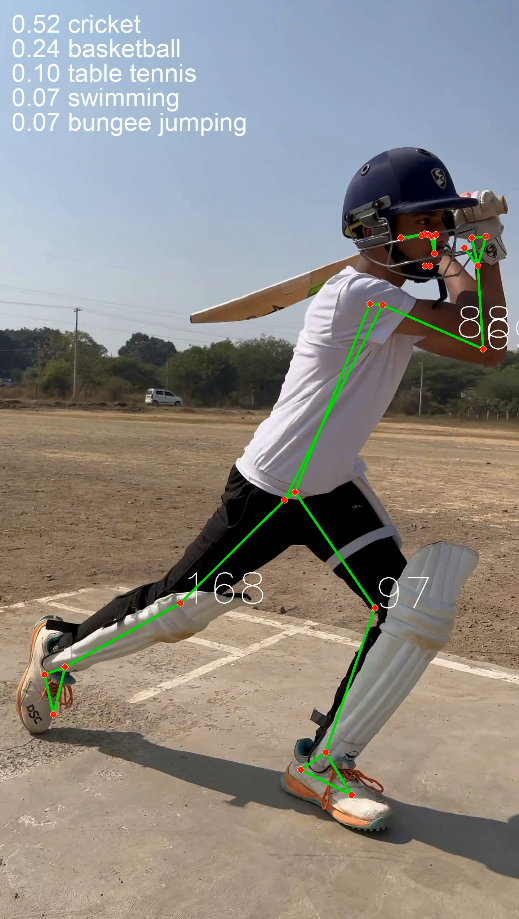 0.52 cricket
0.24 basketball
0.10 table tennis
0.07 swimming
0.07 bungee jumping
88
168
97
DSC